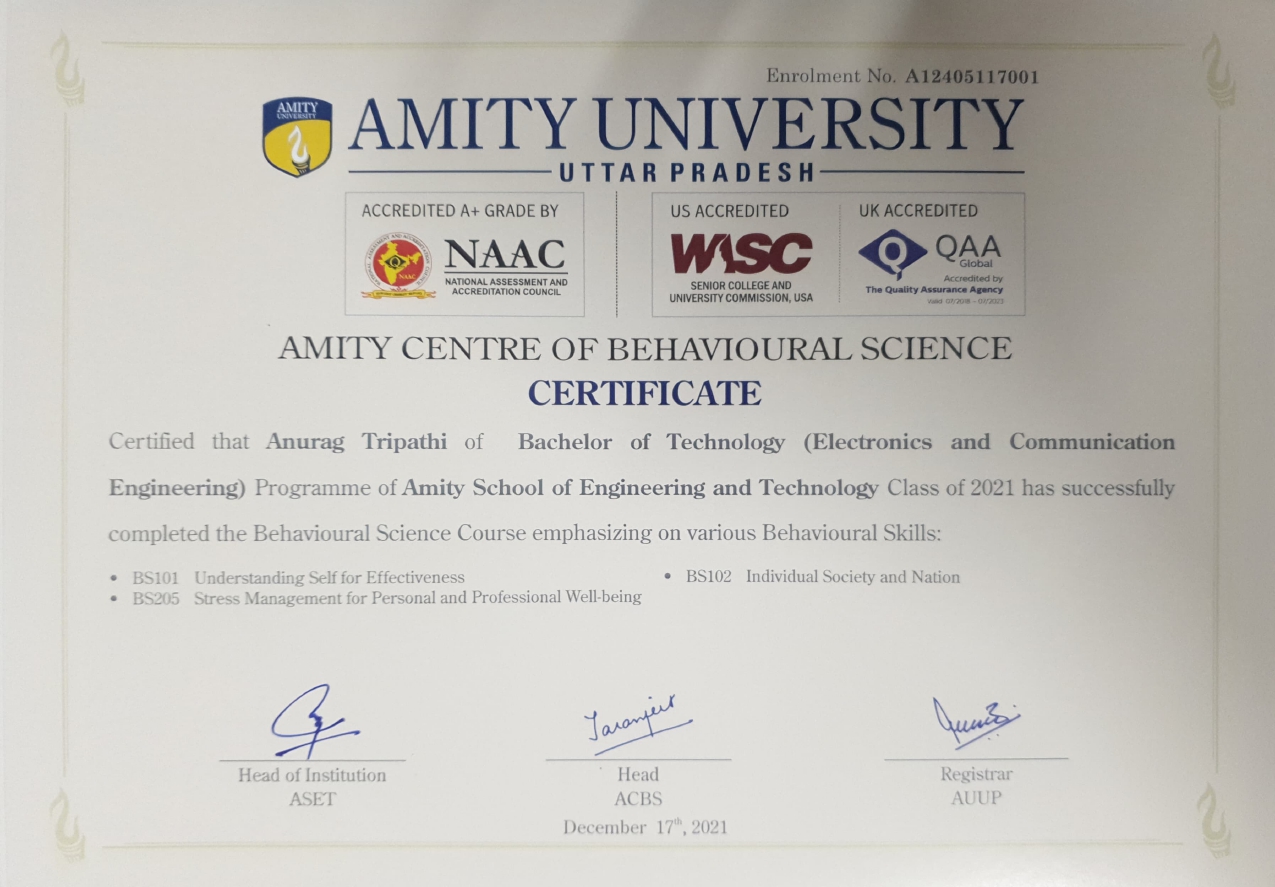 Enrolment No. A12405117001
AMITY
UNIVERSITY
AMITY UNIVERSITY
UTTAR PRADESH
ACCREDITED A+ GRADE BY
NAAC
NAAC
NATIONAL ASSESSMENT AND
ACCREDITATION COUNCIL
US ACCREDITED
WASC
SENIOR COLLEGE AND
UNIVERSITY COMMISSION, USA
UK ACCREDITED
Q
QAA
Global
Accredited by
The Quality Assurance Agency
Valid 07/2018 – 07/2023
AMITY CENTRE OF BEHAVIOURAL SCIENCE
CERTIFICATE
Certified that Anurag Tripathi of Bachelor of Technology (Electronics and Communication
Engineering) Programme of Amity School of Engineering and Technology Class of 2021 has successfully
completed the Behavioural Science Course emphasizing on various Behavioural Skills:
• BS101 Understanding Self for Effectiveness
• BS102 Individual Society and Nation
• BS205 Stress Management for Personal and Professional Well-being
Taranjeet
Head of Institution
ASET
Head
ACBS
Registrar
AUUP
December 17th, 2021